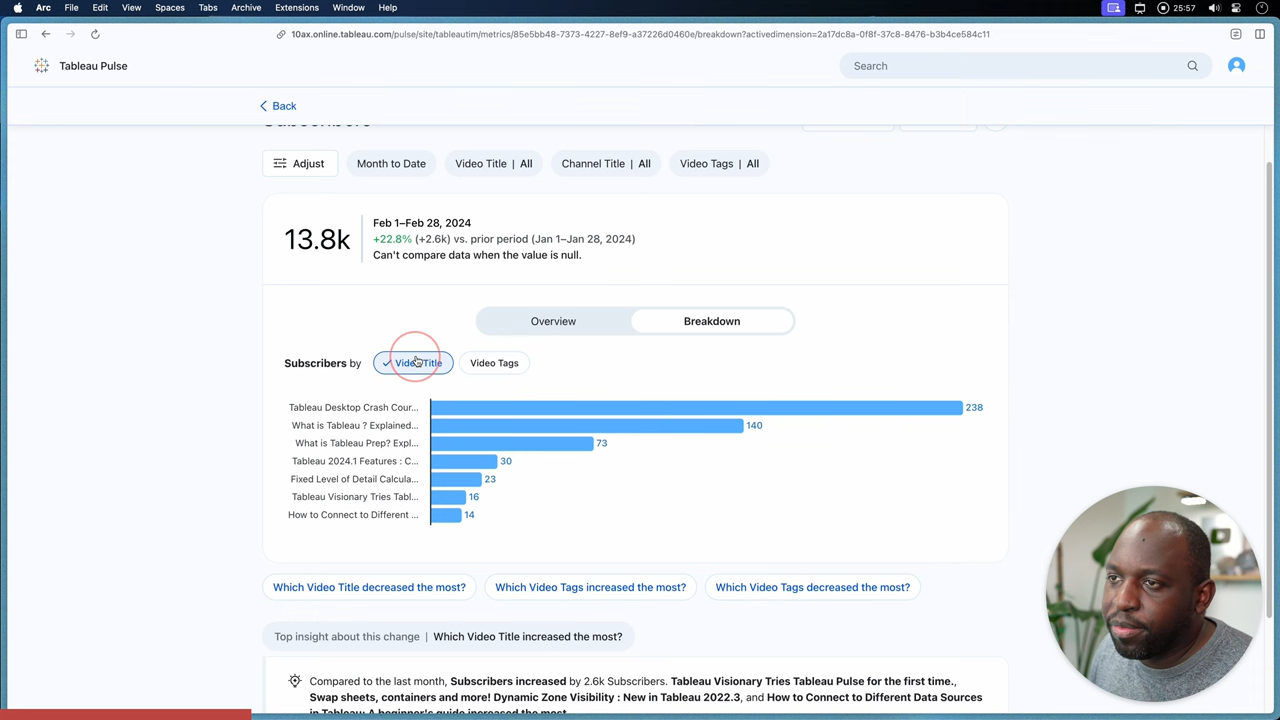 Arc File Edit View Spaces Tabs Archive Extensions Window Help 25:57
10ax.online.tableau.com/pulse/site/tableautim/metrics/85e5bb48-7373-4227-8ef9-a37226d0460e/breakdown?activedimension=2a17dc8a-0f8f-37c8-8476-b3b4ce584c11
Tableau Pulse Search
Back
Subscribers
Adjust Month to Date Video Title | All Channel Title | All Video Tags | All
13.8k
Feb 1–Feb 28, 2024
+22.8% (+2.6k) vs. prior period (Jan 1–Jan 28, 2024)
Can't compare data when the value is null.
Overview Breakdown
Subscribers by Video Title Video Tags
Tableau Desktop Crash Cour... 238
What is Tableau ? Explained... 140
What is Tableau Prep? Expl... 73
Tableau 2024.1 Features : C... 30
Fixed Level of Detail Calcula... 23
Tableau Visionary Tries Tabl... 16
How to Connect to Different ... 14
Which Video Title decreased the most? Which Video Tags increased the most? Which Video Tags decreased the most?
Top insight about this change | Which Video Title increased the most?
Compared to the last month, Subscribers increased by 2.6k Subscribers. Tableau Visionary Tries Tableau Pulse for the first time.,
Swap sheets, containers and more! Dynamic Zone Visibility : New in Tableau 2022.3, and How to Connect to Different Data Sources
in Tableau: A beginner's guide increased the most.